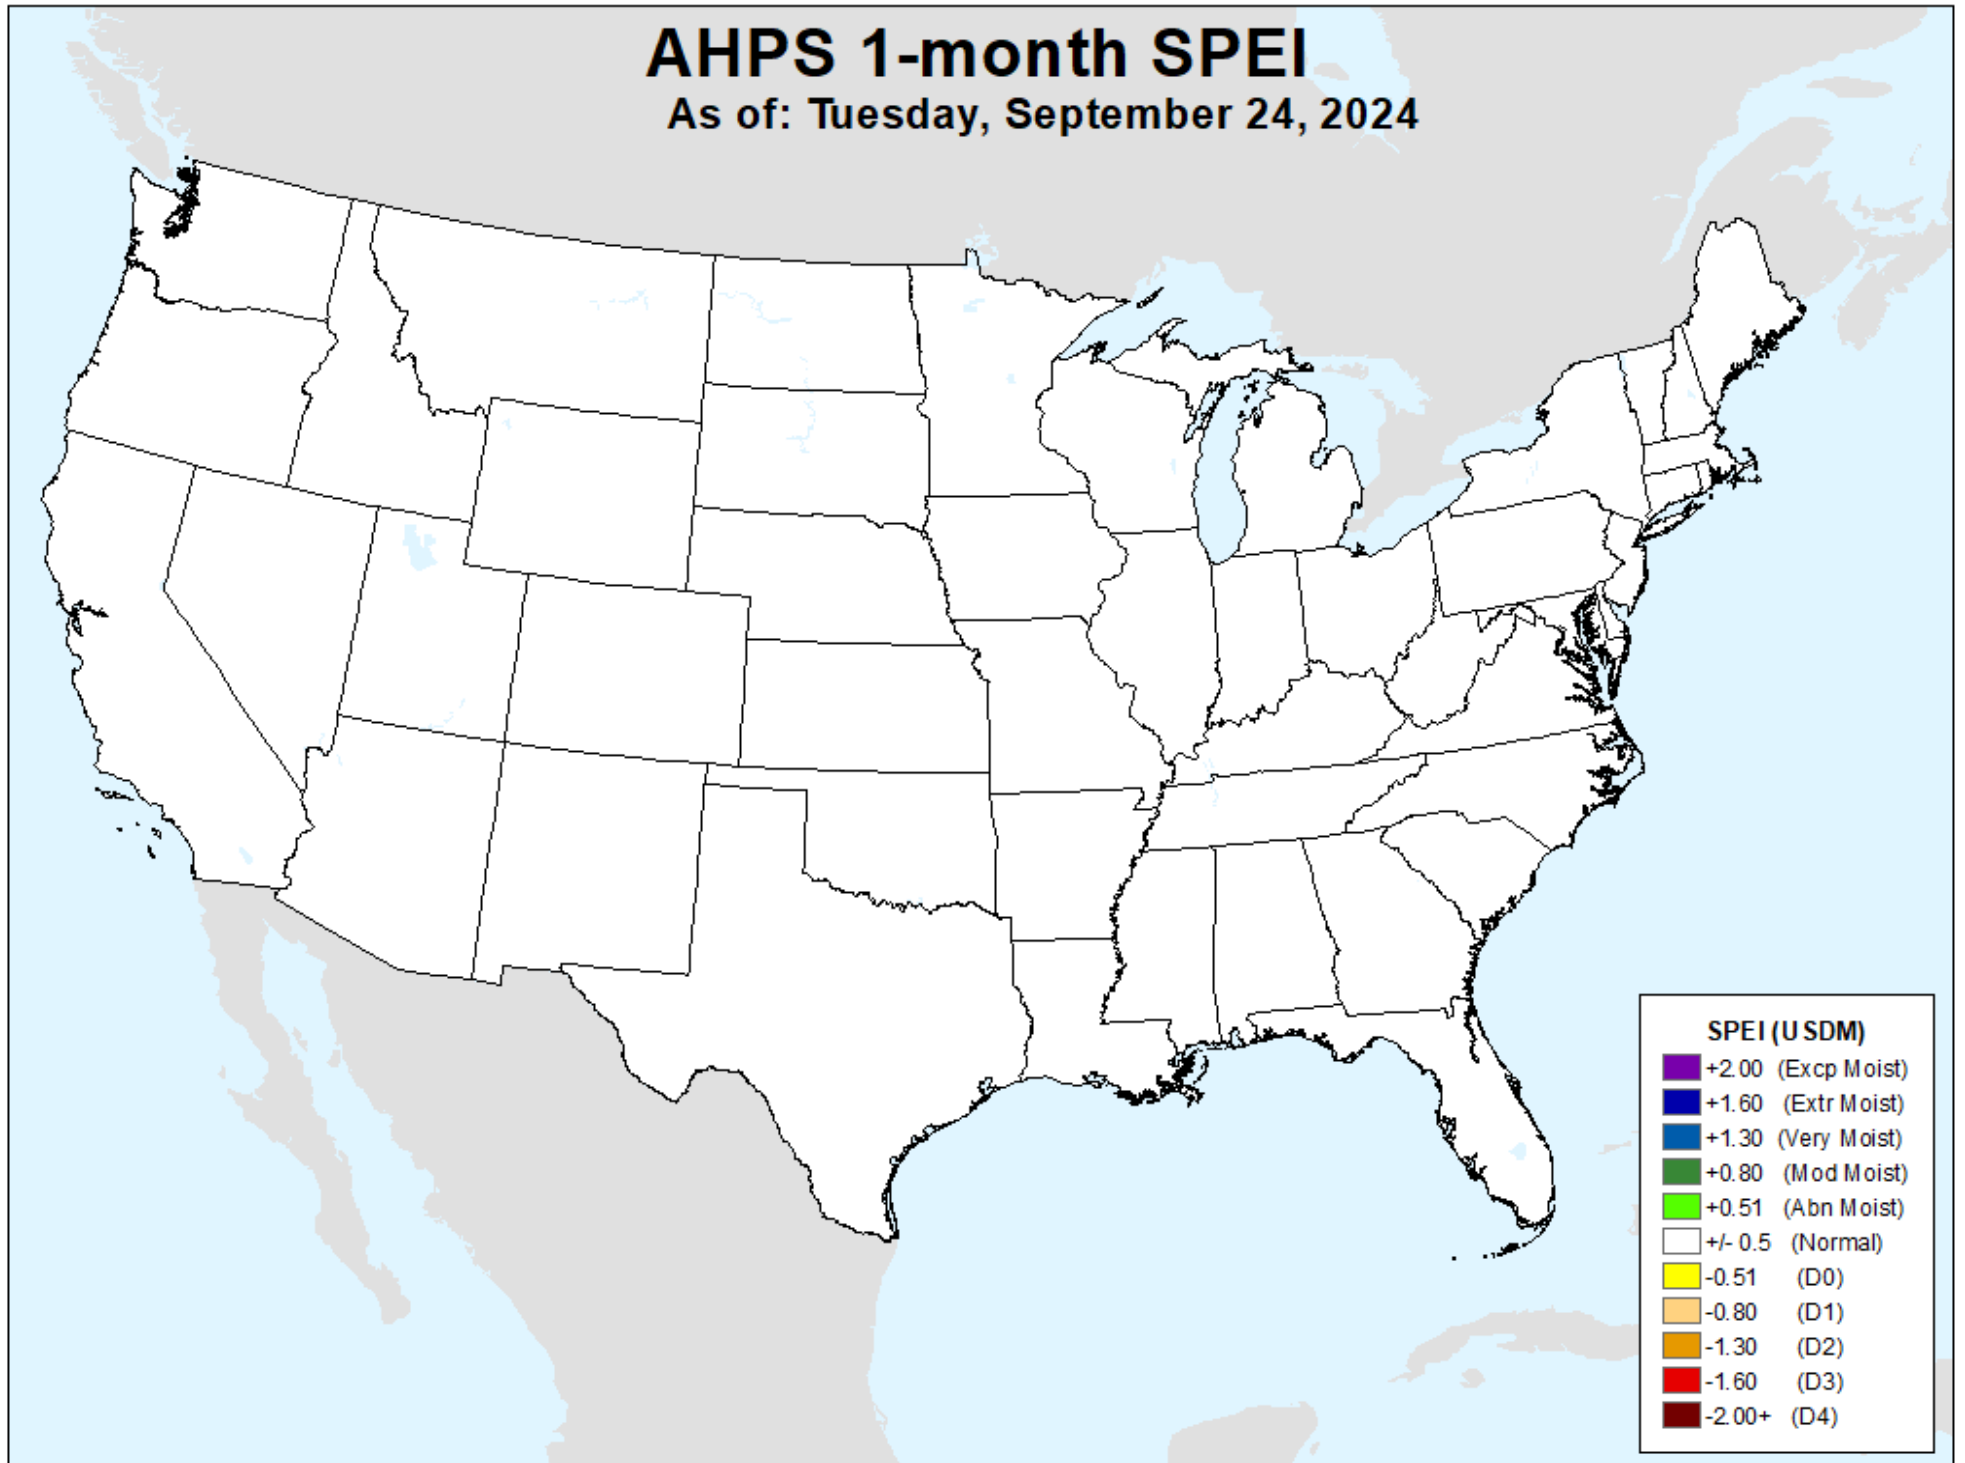 AHPS 1-month SPEI
As of: Tuesday, September 24, 2024
SPEI (USDM)
+2.00 (Excp Moist)
+1.60 (Extr Moist)
+1.30 (Very Moist)
+0.80 (Mod Moist)
+0.51 (Abn Moist)
+/- 0.5 (Normal)
-0.51 (D0)
-0.80 (D1)
-1.30 (D2)
-1.60 (D3)
-2.00+ (D4)